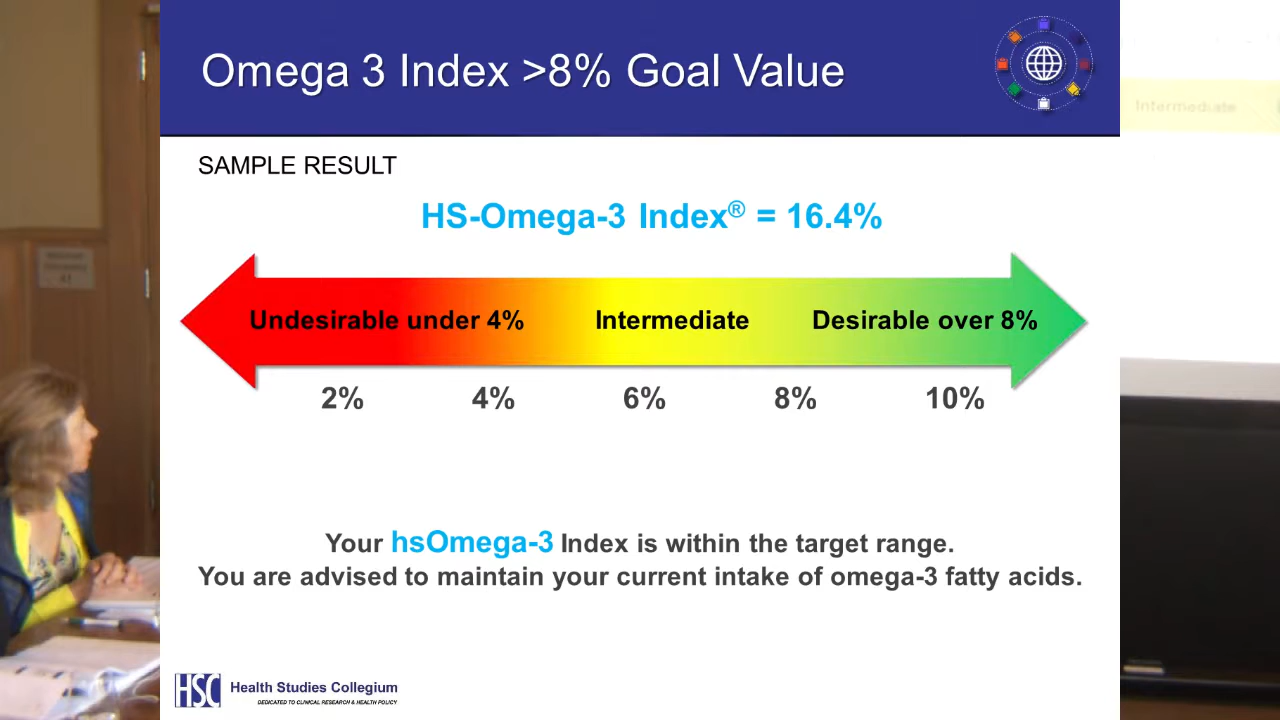 Omega 3 Index >8% Goal Value
SAMPLE RESULT
HS-Omega-3 Index® = 16.4%
Undesirable under 4% Intermediate Desirable over 8%
2% 4% 6% 8% 10%
Your hsOmega-3 Index is within the target range.
You are advised to maintain your current intake of omega-3 fatty acids.
HSC Health Studies Collegium
DEDICATED TO CLINICAL RESEARCH & HEALTH POLICY
Intermediate